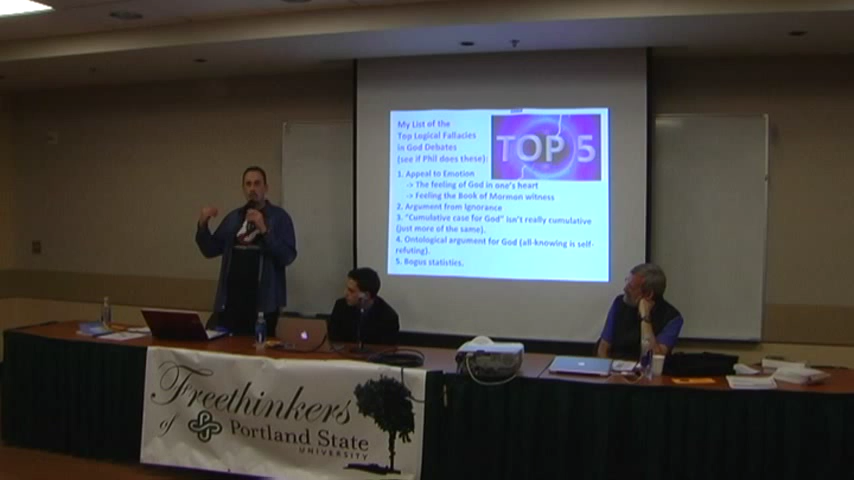 My List of the
Top Logical Fallacies
in God Debates
(see if Phil does these):
TOP 5
1. Appeal to Emotion
-> The feeling of God in one's heart
-> Feeling the Book of Mormon witness
2. Argument from Ignorance
3. "Cumulative case for God" isn't really cumulative
(just more of the same).
4. Ontological argument for God (all-knowing is self-
refuting).
5. Bogus statistics.
Freethinkers
of Portland State
UNIVERSITY